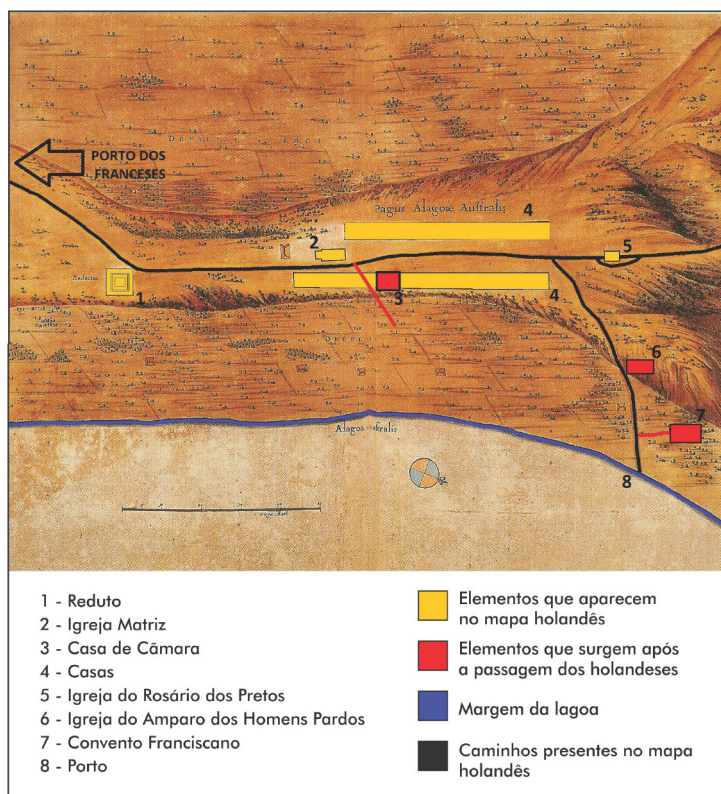 PORTO DOS
FRANCESES
Pagus Alagoæ Auſtralis
4
2
5
Reductus
1
3
4
6
7
8
1 - Reduto
2 - Igreja Matriz
3 - Casa de Câmara
4 - Casas
5 - Igreja do Rosário dos Pretos
6 - Igreja do Amparo dos Homens Pardos
7 - Convento Franciscano
8 - Porto
Elementos que aparecem
no mapa holandês
Elementos que surgem após
a passagem dos holandeses
Margem da lagoa
Caminhos presentes no mapa
holandês